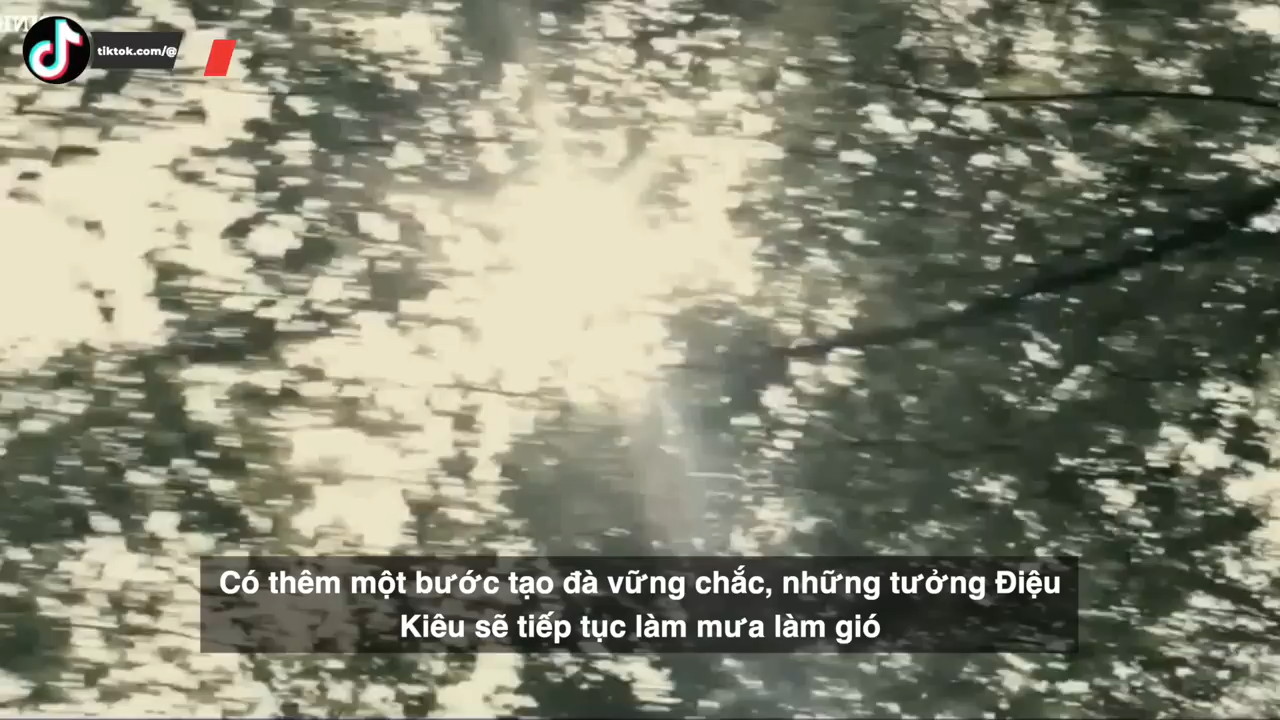 tiktok.com/@
Có thêm một bước tạo đà vững chắc, những tưởng Điệu
Kiêu sẽ tiếp tục làm mưa làm gió